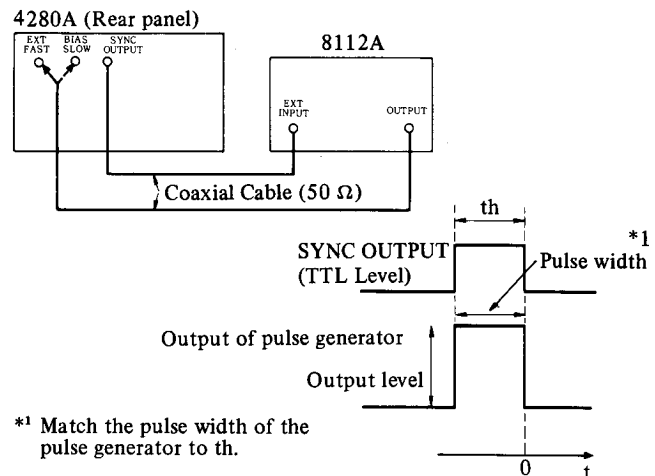 4280A (Rear panel)
EXT
FAST
BIAS
SLOW
SYNC
OUTPUT
8112A
EXT
INPUT
OUTPUT
Coaxial Cable (50 Ω)
th
*1
SYNC OUTPUT
(TTL Level)
Pulse width
Output of pulse generator
Output level
*1 Match the pulse width of the
pulse generator to th.
0
t